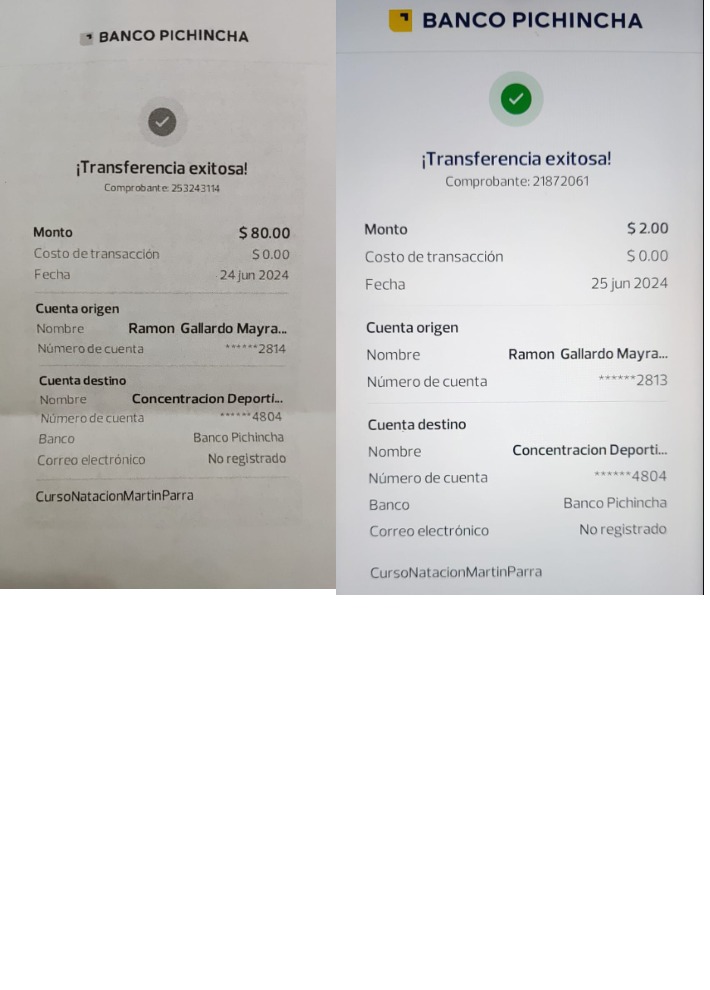 BANCO PICHINCHA
¡Transferencia exitosa!
Comprobante: 253243114
Monto $ 80.00
Costo de transacción $ 0.00
Fecha 24 jun 2024
Cuenta origen
Nombre Ramon Gallardo Mayra...
Número de cuenta ******2814
Cuenta destino
Nombre Concentracion Deporti...
Número de cuenta ******4804
Banco Banco Pichincha
Correo electrónico No registrado
CursoNatacionMartinParra
BANCO PICHINCHA
¡Transferencia exitosa!
Comprobante: 21872061
Monto $ 2.00
Costo de transacción $ 0.00
Fecha 25 jun 2024
Cuenta origen
Nombre Ramon Gallardo Mayra...
Número de cuenta ******2813
Cuenta destino
Nombre Concentracion Deporti...
Número de cuenta ******4804
Banco Banco Pichincha
Correo electrónico No registrado
CursoNatacionMartinParra